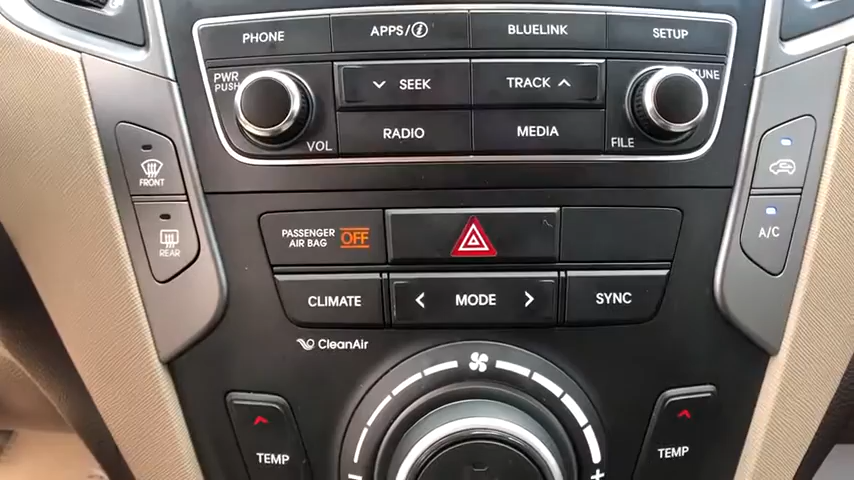 PHONE
APPS/i
BLUELINK
SETUP
PWR
PUSH
SEEK
TRACK
TUNE
VOL
RADIO
MEDIA
FILE
FRONT
REAR
A/C
PASSENGER
AIR BAG
OFF
CLIMATE
MODE
SYNC
CleanAir
TEMP
TEMP